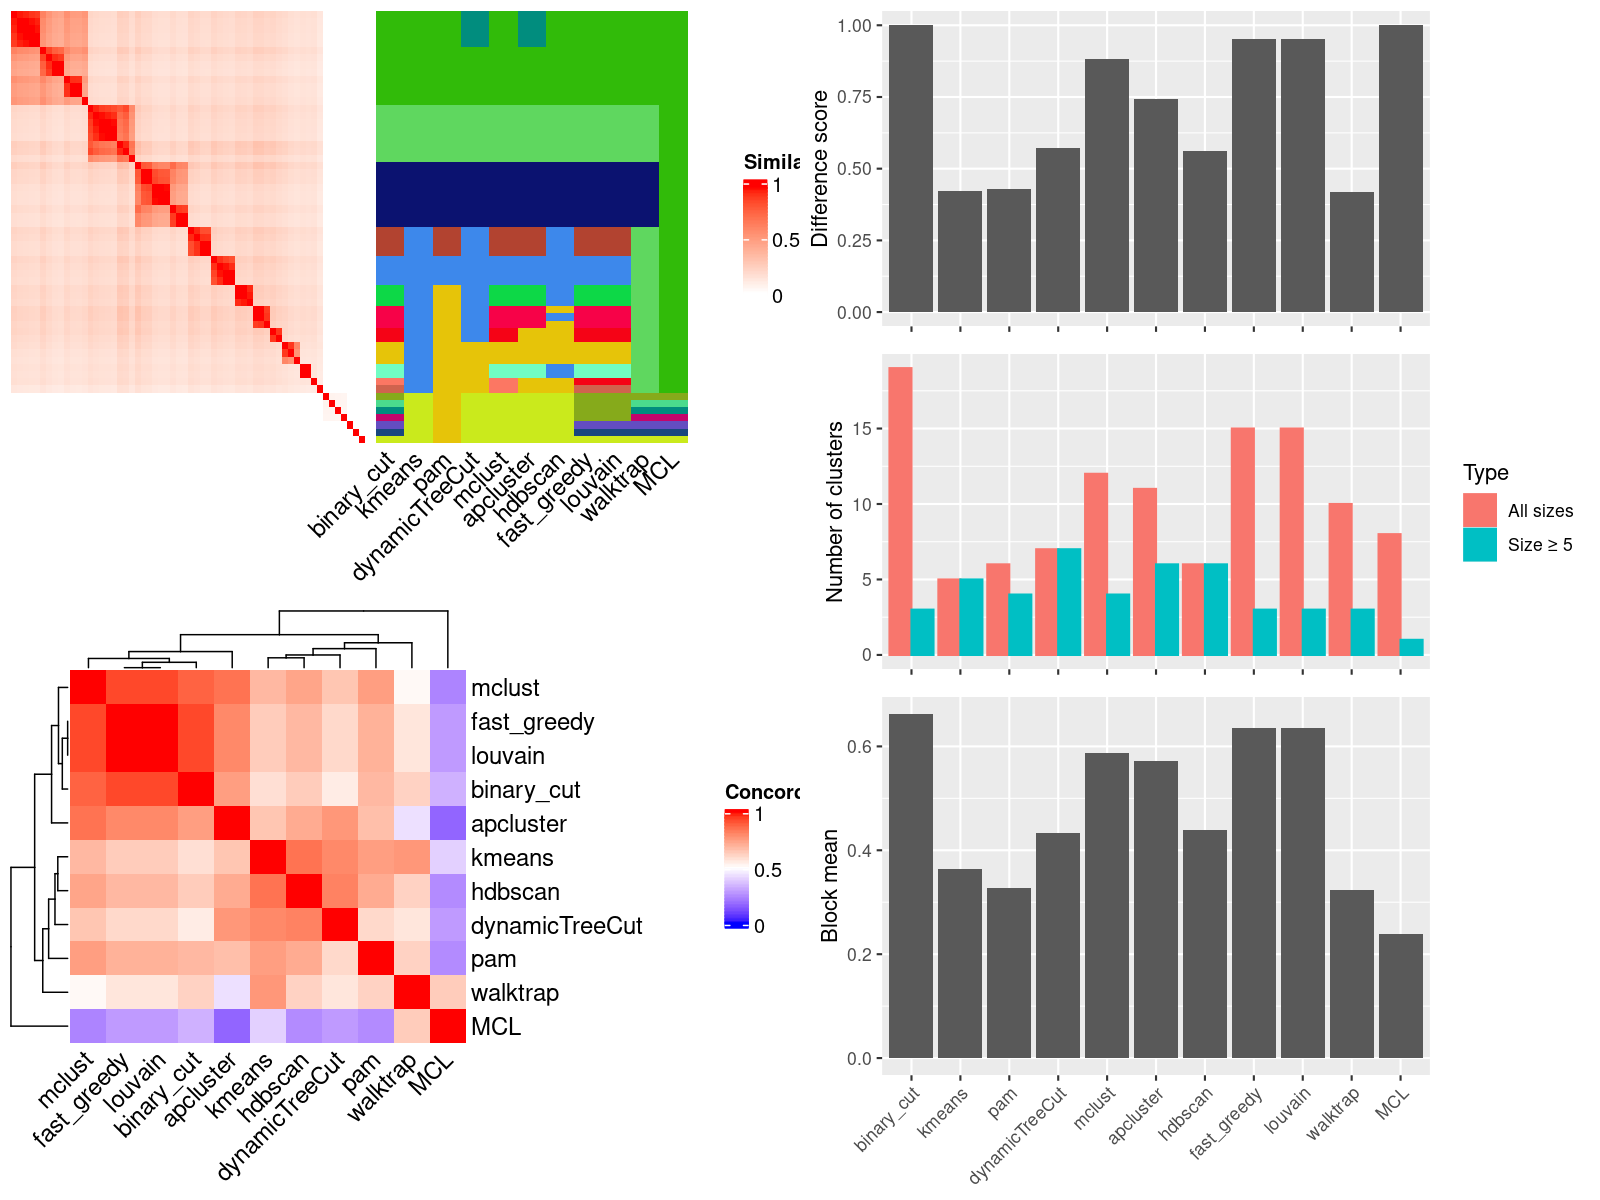 Simila
1
0.5
0
binary_cut
kmeans
pam
dynamicTreeCut
mclust
apcluster
hdbscan
fast_greedy
louvain
walktrap
MCL
Difference score
1.00
0.75
0.50
0.25
0.00
Number of clusters
15
10
5
0
Type
All sizes
Size ≥ 5
mclust
fast_greedy
louvain
binary_cut
apcluster
kmeans
hdbscan
dynamicTreeCut
pam
walktrap
MCL
mclust
fast_greedy
louvain
binary_cut
apcluster
kmeans
hdbscan
dynamicTreeCut
pam
walktrap
MCL
Concord
1
0.5
0
Block mean
0.6
0.4
0.2
0.0
binary_cut
kmeans
pam
dynamicTreeCut
mclust
apcluster
hdbscan
fast_greedy
louvain
walktrap
MCL